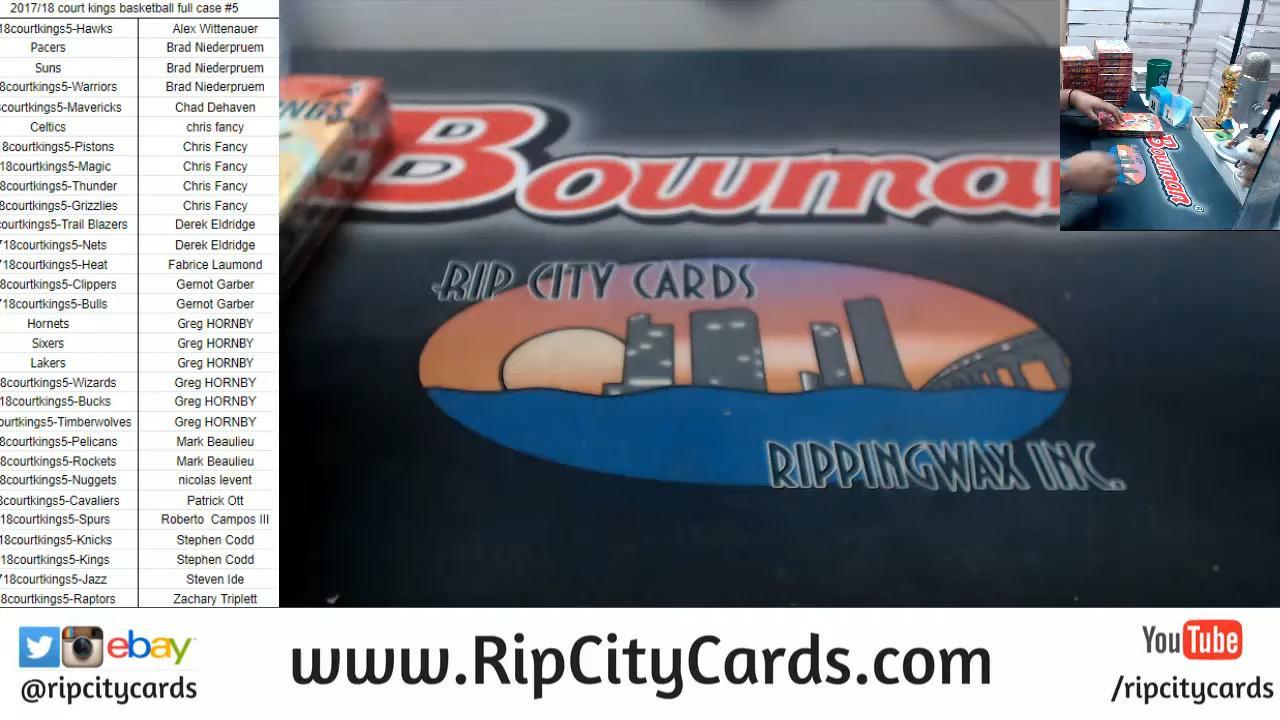 2017/18 court kings basketball full case #5
18courtkings5-Hawks Alex Wittenauer
Pacers Brad Niederpruem
Suns Brad Niederpruem
8courtkings5-Warriors Brad Niederpruem
courtkings5-Mavericks Chad Dehaven
Celtics chris fancy
18courtkings5-Pistons Chris Fancy
18courtkings5-Magic Chris Fancy
8courtkings5-Thunder Chris Fancy
8courtkings5-Grizzlies Chris Fancy
courtkings5-Trail Blazers Derek Eldridge
718courtkings5-Nets Derek Eldridge
718courtkings5-Heat Fabrice Laumond
8courtkings5-Clippers Gernot Garber
718courtkings5-Bulls Gernot Garber
Hornets Greg HORNBY
Sixers Greg HORNBY
Lakers Greg HORNBY
8courtkings5-Wizards Greg HORNBY
18courtkings5-Bucks Greg HORNBY
ourtkings5-Timberwolves Greg HORNBY
8courtkings5-Pelicans Mark Beaulieu
8courtkings5-Rockets Mark Beaulieu
8courtkings5-Nuggets nicolas levent
8courtkings5-Cavaliers Patrick Ott
18courtkings5-Spurs Roberto Campos III
18courtkings5-Knicks Stephen Codd
18courtkings5-Kings Stephen Codd
718courtkings5-Jazz Steven Ide
8courtkings5-Raptors Zachary Triplett
Bowma
RIP CITY CARDS
RIPPINGWAX INC.
Bowman
ebay
@ripcitycards
www.RipCityCards.com
YouTube
/ripcitycards